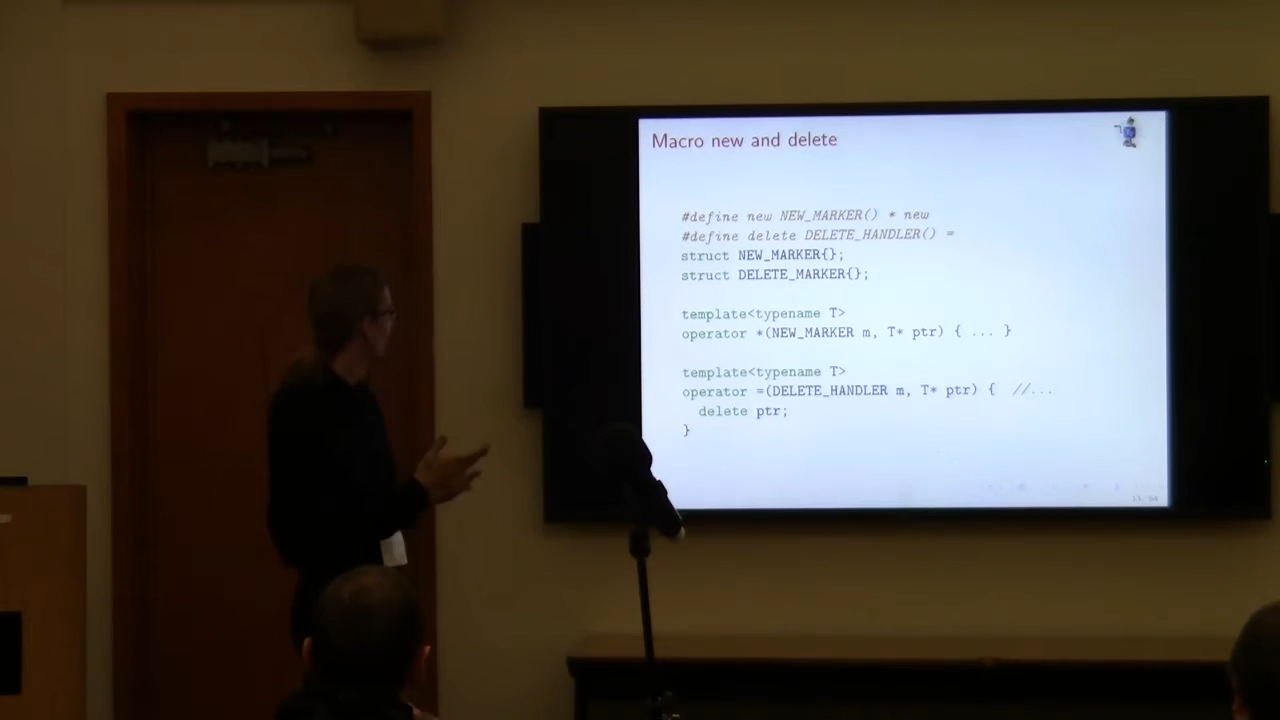 Macro new and delete
#define new NEW_MARKER() * new
#define delete DELETE_HANDLER() =
struct NEW_MARKER{};
struct DELETE_MARKER{};
template<typename T>
operator *(NEW_MARKER m, T* ptr) { ... }
template<typename T>
operator =(DELETE_HANDLER m, T* ptr) { //...
delete ptr;
}